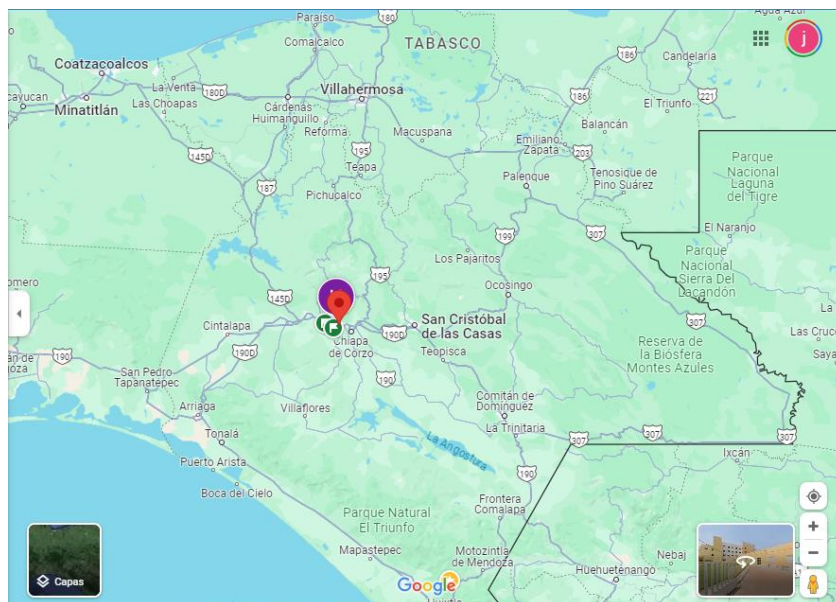 Agua Azul
Paraíso
180
Comalcalco
TABASCO
j
186
Candelaria
Coatzacoalcos
La Venta
180D
Villahermosa
186
221
Minatitlán
Las Choapas
Cárdenas
Huimanguillo
El Triunfo
Reforma
Macuspana
Balancán
195
Emiliano
Zapata
203
145D
Teapa
Parque
Nacional
Laguna
del Tigre
Tenosique de
Pino Suárez
187
Pichucalco
Palenque
199
307
El Naranjo
Los Pajaritos
Parque
Nacional
Sierra Del
Lacandón
195
Ocosingo
145D
San Cristóbal
de las Casas
307
Cintalapa
190D
190D
Chiapa
de Corzo
Teopisca
Reserva de
la Biósfera
Montes Azules
Las Cruces
190
San Pedro
Tapanatepec
190
Comitán de
Domínguez
Arriaga
Villaflores
La Trinitaria
Tonalá
La Angostura
307
307
307
Ixcán
Puerto Arista
190
Boca del Cielo
Frontera
Comalapa
Parque Natural
El Triunfo
Capas
Mapastepec
Motozintla
de Mendoza
Nebaj
Google
Huehuetenango